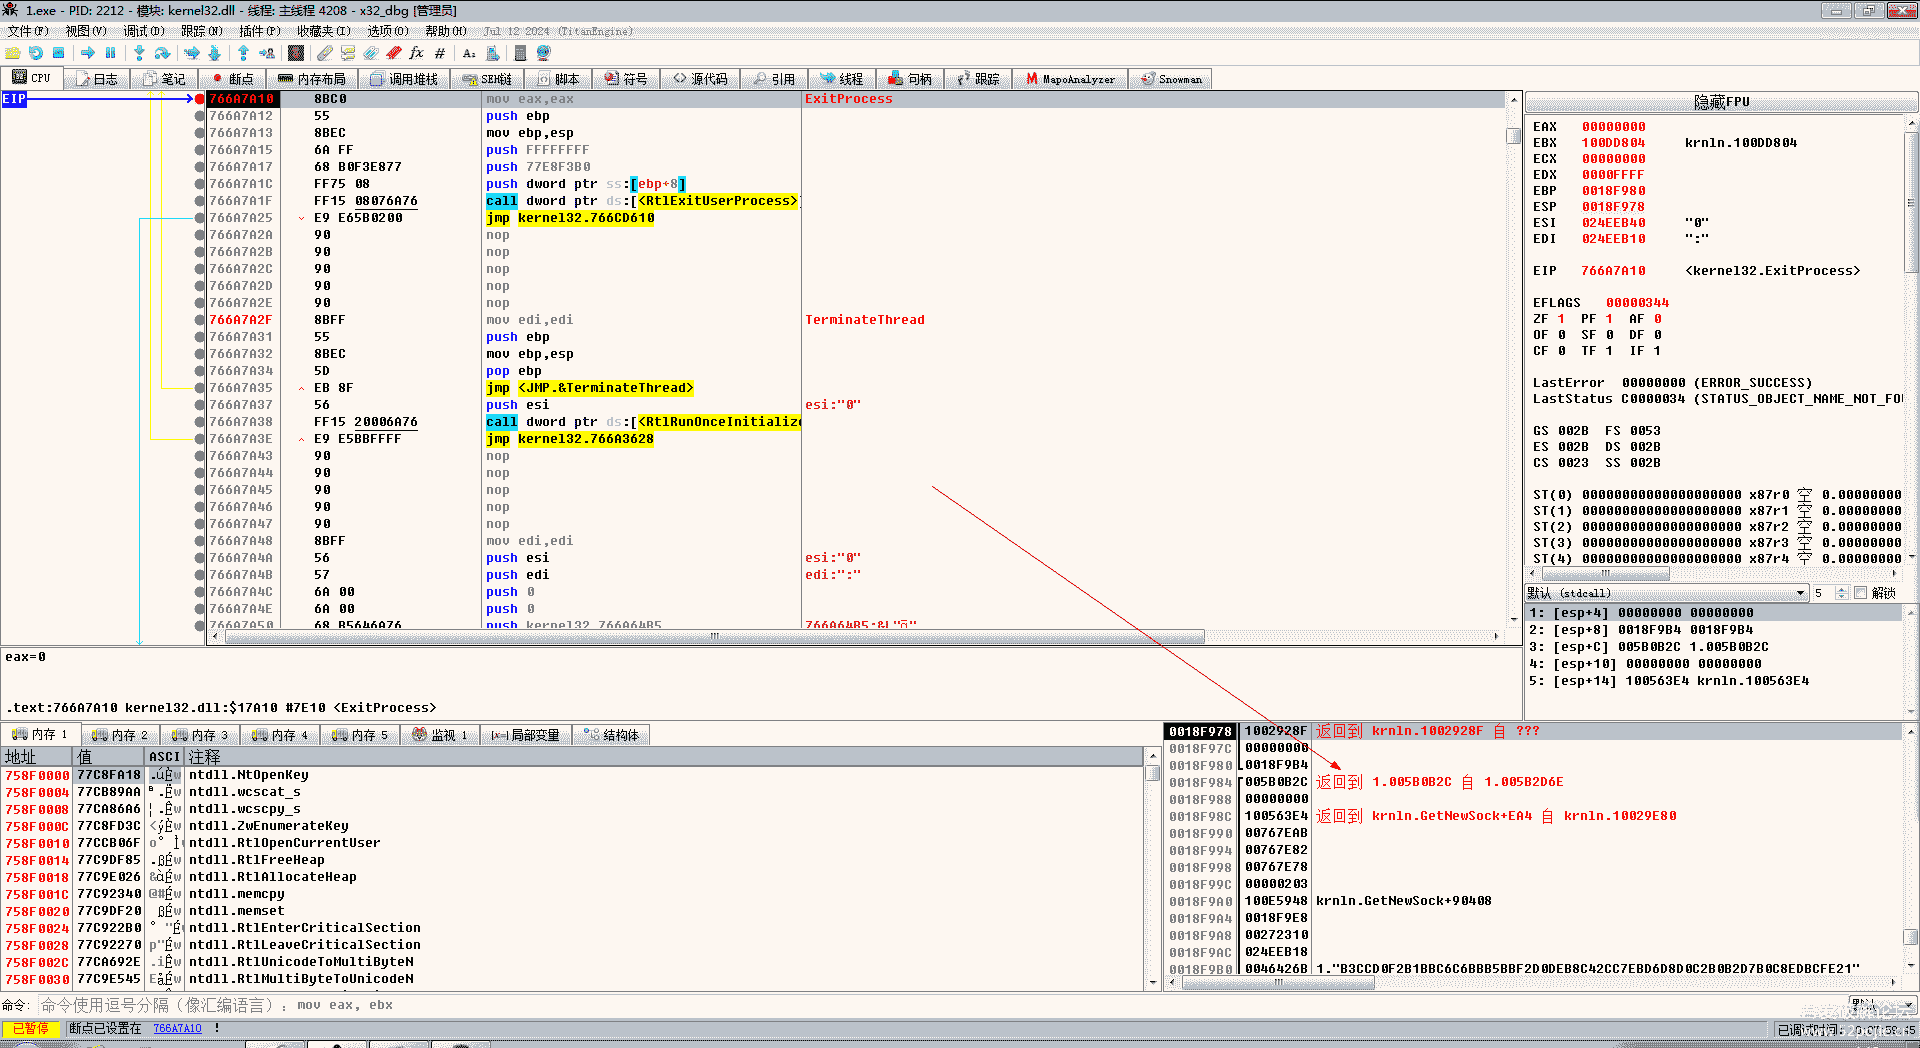 1.exe - PID: 2212 - 模块: kernel32.dll - 线程: 主线程 4208 - x32_dbg [管理员]
文件(F) 视图(V) 调试(D) 跟踪(N) 插件(P) 收藏夹(I) 选项(O) 帮助(H) Jul 12 2024 (TitanEngine)
CPU 日志 笔记 断点 内存布局 调用堆栈 SEH链 脚本 符号 源代码 引用 线程 句柄 跟踪 MapoAnalyzer Snowman
EIP
766A7A10 8BC0 mov eax,eax ExitProcess
766A7A12 55 push ebp
766A7A13 8BEC mov ebp,esp
766A7A15 6A FF push FFFFFFFF
766A7A17 68 B0F3E877 push 77E8F3B0
766A7A1C FF75 08 push dword ptr ss:[ebp+8]
766A7A1F FF15 08076A76 call dword ptr ds:[<RtlExitUserProcess>]
766A7A25 E9 E65B0200 jmp kernel32.766CD610
766A7A2A 90 nop
766A7A2B 90 nop
766A7A2C 90 nop
766A7A2D 90 nop
766A7A2E 90 nop
766A7A2F 8BFF mov edi,edi TerminateThread
766A7A31 55 push ebp
766A7A32 8BEC mov ebp,esp
766A7A34 5D pop ebp
766A7A35 EB 8F jmp <JMP.&TerminateThread>
766A7A37 56 push esi esi:"0"
766A7A38 FF15 20006A76 call dword ptr ds:[<RtlRunOnceInitialize
766A7A3E E9 E5BBFFFF jmp kernel32.766A3628
766A7A43 90 nop
766A7A44 90 nop
766A7A45 90 nop
766A7A46 90 nop
766A7A47 90 nop
766A7A48 8BFF mov edi,edi
766A7A4A 56 push esi esi:"0"
766A7A4B 57 push edi edi:":"
766A7A4C 6A 00 push 0
766A7A4E 6A 00 push 0
766A7A50 68 B5646A76 push kernel32.766A64B5
隐藏FPU
EAX 00000000
EBX 100DD804 krnln.100DD804
ECX 00000000
EDX 0000FFFF
EBP 0018F980
ESP 0018F978
ESI 024EEB40 "0"
EDI 024EEB10 ":"
EIP 766A7A10 <kernel32.ExitProcess>
EFLAGS 00000344
ZF 1 PF 1 AF 0
OF 0 SF 0 DF 0
CF 0 TF 1 IF 1
LastError 00000000 (ERROR_SUCCESS)
LastStatus C0000034 (STATUS_OBJECT_NAME_NOT_FO
GS 002B FS 0053
ES 002B DS 002B
CS 0023 SS 002B
ST(0) 00000000000000000000 x87r0 空 0.00000000
ST(1) 00000000000000000000 x87r1 空 0.00000000
ST(2) 00000000000000000000 x87r2 空 0.00000000
ST(3) 00000000000000000000 x87r3 空 0.00000000
ST(4) 00000000000000000000 x87r4 空 0.00000000
默认 (stdcall) 5 解锁
1: [esp+4] 00000000 00000000
2: [esp+8] 0018F9B4 0018F9B4
3: [esp+C] 005B0B2C 1.005B0B2C
4: [esp+10] 00000000 00000000
5: [esp+14] 100563E4 krnln.100563E4
eax=0
.text:766A7A10 kernel32.dll:$17A10 #7E10 <ExitProcess>
内存 1 内存 2 内存 3 内存 4 内存 5 监视 1 [x=] 局部变量 结构体
地址 值 ASCI 注释
758F0000 77C8FA18 ntdll.NtOpenKey
758F0004 77CB89AA ntdll.wcscat_s
758F0008 77CA86A6 ntdll.wcscpy_s
758F000C 77C8FD3C ntdll.ZwEnumerateKey
758F0010 77CCB06F ntdll.RtlOpenCurrentUser
758F0014 77C9DF85 ntdll.RtlFreeHeap
758F0018 77C9E026 ntdll.RtlAllocateHeap
758F001C 77C92340 ntdll.memcpy
758F0020 77C9DF20 ntdll.memset
758F0024 77C922B0 ntdll.RtlEnterCriticalSection
758F0028 77C92270 ntdll.RtlLeaveCriticalSection
758F002C 77CA692E ntdll.RtlUnicodeToMultiByteN
758F0030 77C9E545 ntdll.RtlMultiByteToUnicodeN
0018F978 1002928F 返回到 krnln.1002928F 自 ???
0018F97C 00000000
0018F980 0018F9B4
0018F984 005B0B2C 返回到 1.005B0B2C 自 1.005B2D6E
0018F988 00000000
0018F98C 100563E4 返回到 krnln.GetNewSock+EA4 自 krnln.10029E80
0018F990 00767EAB
0018F994 00767E82
0018F998 00767E78
0018F99C 00000203
0018F9A0 100E5948 krnln.GetNewSock+90408
0018F9A4 0018F9E8
0018F9A8 00272310
0018F9AC 024EEB18
0018F9B0 0046426B 1."B3CCD0F2B1BBC6C6BBB5BBF2D0DEB8C42CC7EBD6D8D0C2B0B2D7B0C8EDBCFE21"
命令: 命令使用逗号分隔（像汇编语言）：mov eax, ebx 默认
已暂停 断点已设置在 766A7A10 ! 已调试时间: